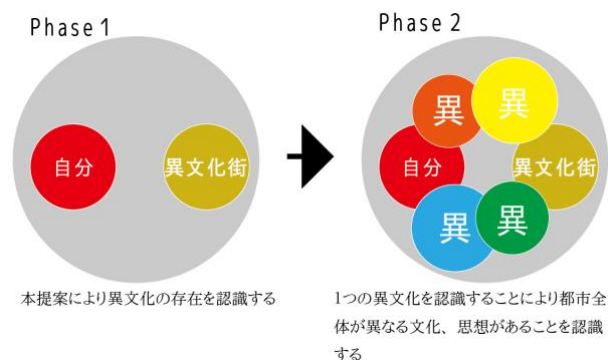 Phase 1
Phase 2
自分
異文化街
異
異
自分
異文化街
異
異
本提案により異文化の存在を認識する
1つの異文化を認識することにより都市全
体が異なる文化、思想があることを認識
する